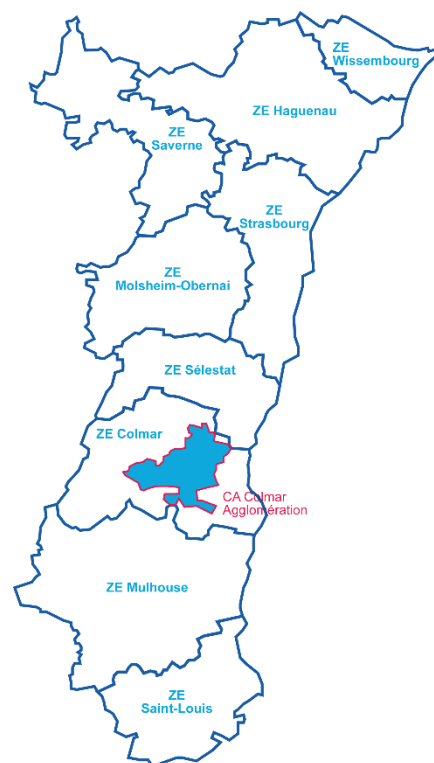 ZE
Wissembourg
ZE Haguenau
ZE
Saverne
ZE
Strasbourg
ZE
Molsheim-Obernai
ZE Sélestat
ZE Colmar
CA Colmar
Agglomération
ZE Mulhouse
ZE
Saint-Louis